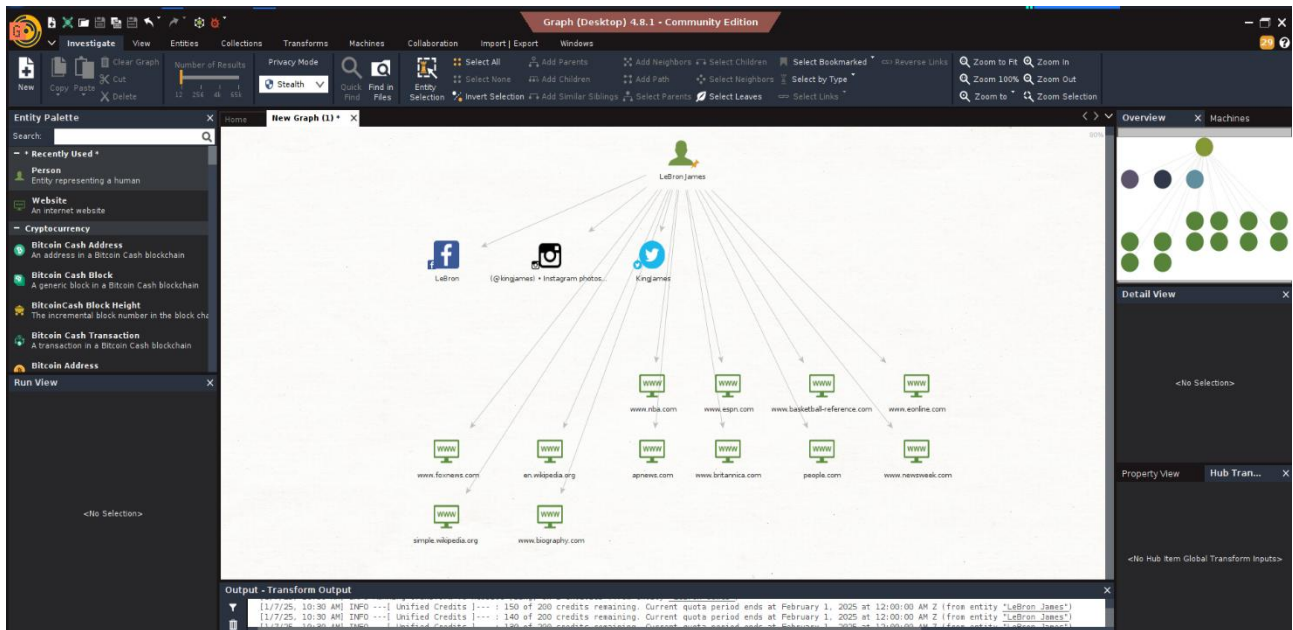 Graph (Desktop) 4.8.1 - Community Edition
Investigate View Entities Collections Transforms Machines Collaboration Import | Export Windows
29
New
Copy
Paste
Clear Graph
Cut
Delete
Number of Results
12 256 4k 65k
Privacy Mode
Stealth
Quick Find
Find in Files
Entity Selection
Select All
Select None
Invert Selection
Add Parents
Add Children
Add Similar Siblings
Add Neighbors
Add Path
Select Parents
Select Children
Select Neighbors
Select Leaves
Select Bookmarked
Select by Type
Select Links
Reverse Links
Zoom to Fit
Zoom 100%
Zoom to
Zoom In
Zoom Out
Zoom Selection
Entity Palette
Search:
Home
New Graph (1) *
- * Recently Used *
Person
Entity representing a human
Website
An internet website
- Cryptocurrency
Bitcoin Cash Address
An address in a Bitcoin Cash blockchain
Bitcoin Cash Block
A generic block in a Bitcoin Cash blockchain
BitcoinCash Block Height
The incremental block number in the block cha
Bitcoin Cash Transaction
A transaction in a Bitcoin Cash blockchain
Bitcoin Address
Run View
<No Selection>
80%
LeBron James
LeBron
(@kingjames) • Instagram photos...
KingJames
www.nba.com
www.espn.com
www.basketball-reference.com
www.eonline.com
www.foxnews.com
en.wikipedia.org
apnews.com
www.britannica.com
people.com
www.newsweek.com
simple.wikipedia.org
www.biography.com
Overview
Machines
Detail View
<No Selection>
Property View
Hub Tran...
<No Hub Item Global Transform Inputs>
Output - Transform Output
[1/7/25, 10:30 AM] INFO ---[ Unified Credits ]--- : 150 of 200 credits remaining. Current quota period ends at February 1, 2025 at 12:00:00 AM Z (from entity "LeBron James")
[1/7/25, 10:30 AM] INFO ---[ Unified Credits ]--- : 140 of 200 credits remaining. Current quota period ends at February 1, 2025 at 12:00:00 AM Z (from entity "LeBron James")